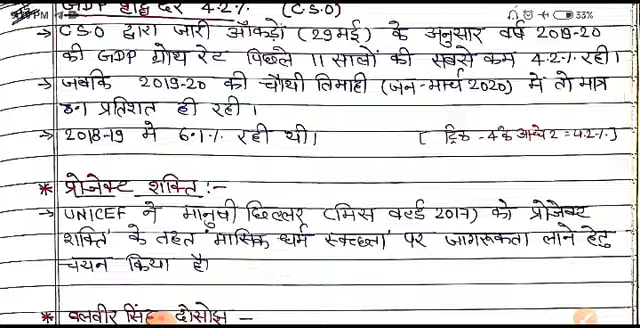 GDP वृद्धि दर 4.2% (CSO)
→ CSO द्वारा जारी आँकड़ों (29 मई) के अनुसार वर्ष 2019-20
की GDP ग्रोथ रेट पिछले 11 सालों की सबसे कम 4.2% रही।
→ जबकि 2019-20 की चौथी तिमाही (जन-मार्च 2020) में तो मात्र
3.1 प्रतिशत ही रही।
→ 2018-19 में 6.1% रही थी। [ ट्रिक - 4 के आधे 2 = 4.2% ]
* प्रोजेक्ट शक्ति :-
→ UNICEF ने मानुषी छिल्लर (मिस वर्ल्ड 2017) को प्रोजेक्ट
शक्ति के तहत 'मासिक धर्म स्वच्छता' पर जागरूकता लाने हेतु
चयन किया है।
* बलवीर सिंह दोसांझ -
33%